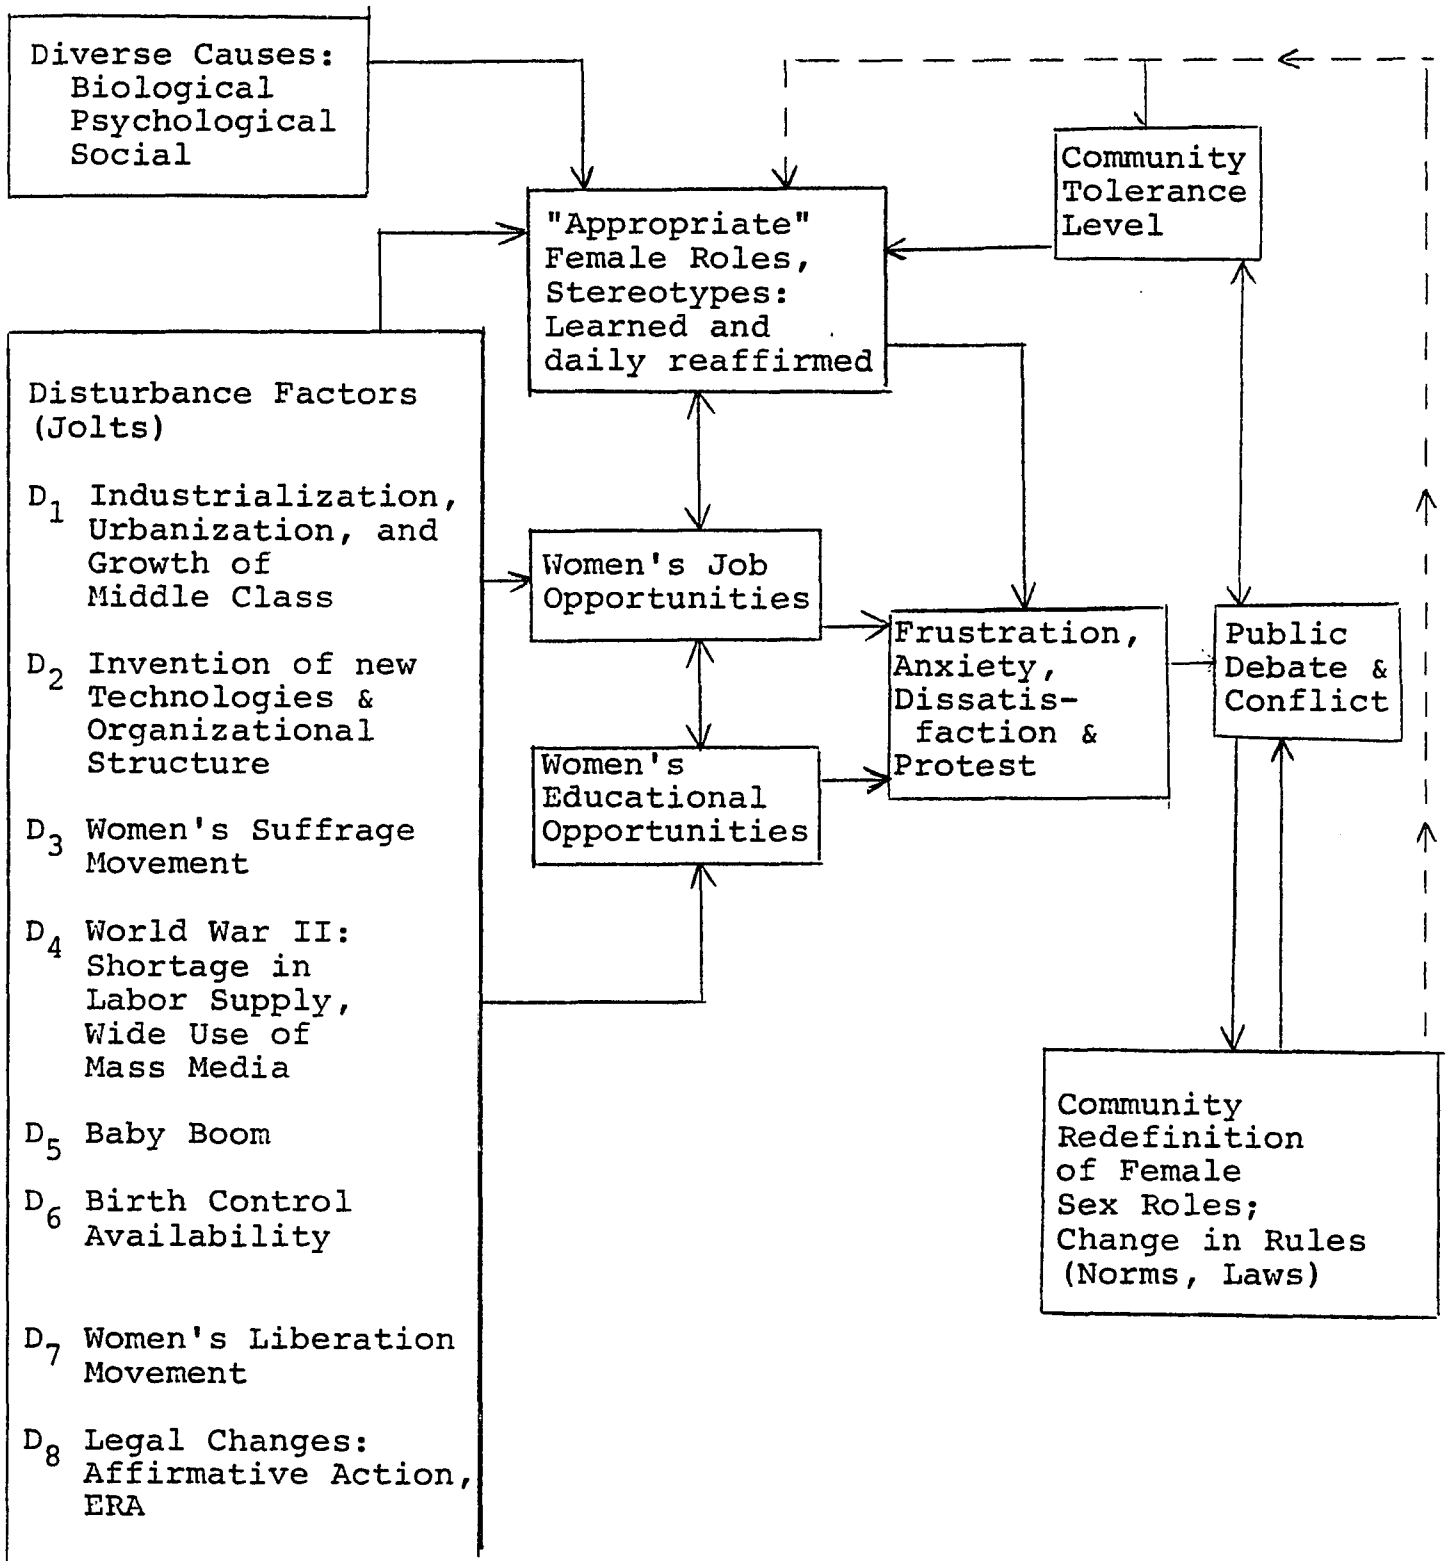 Diverse Causes:
Biological
Psychological
Social
"Appropriate"
Female Roles,
Stereotypes:
Learned and
daily reaffirmed
Community
Tolerance
Level
Disturbance Factors
(Jolts)
D1 Industrialization,
Urbanization, and
Growth of
Middle Class
D2 Invention of new
Technologies &
Organizational
Structure
D3 Women's Suffrage
Movement
D4 World War II:
Shortage in
Labor Supply,
Wide Use of
Mass Media
D5 Baby Boom
D6 Birth Control
Availability
D7 Women's Liberation
Movement
D8 Legal Changes:
Affirmative Action,
ERA
Women's Job
Opportunities
Women's
Educational
Opportunities
Frustration,
Anxiety,
Dissatis-
faction &
Protest
Public
Debate &
Conflict
Community
Redefinition
of Female
Sex Roles;
Change in Rules
(Norms, Laws)